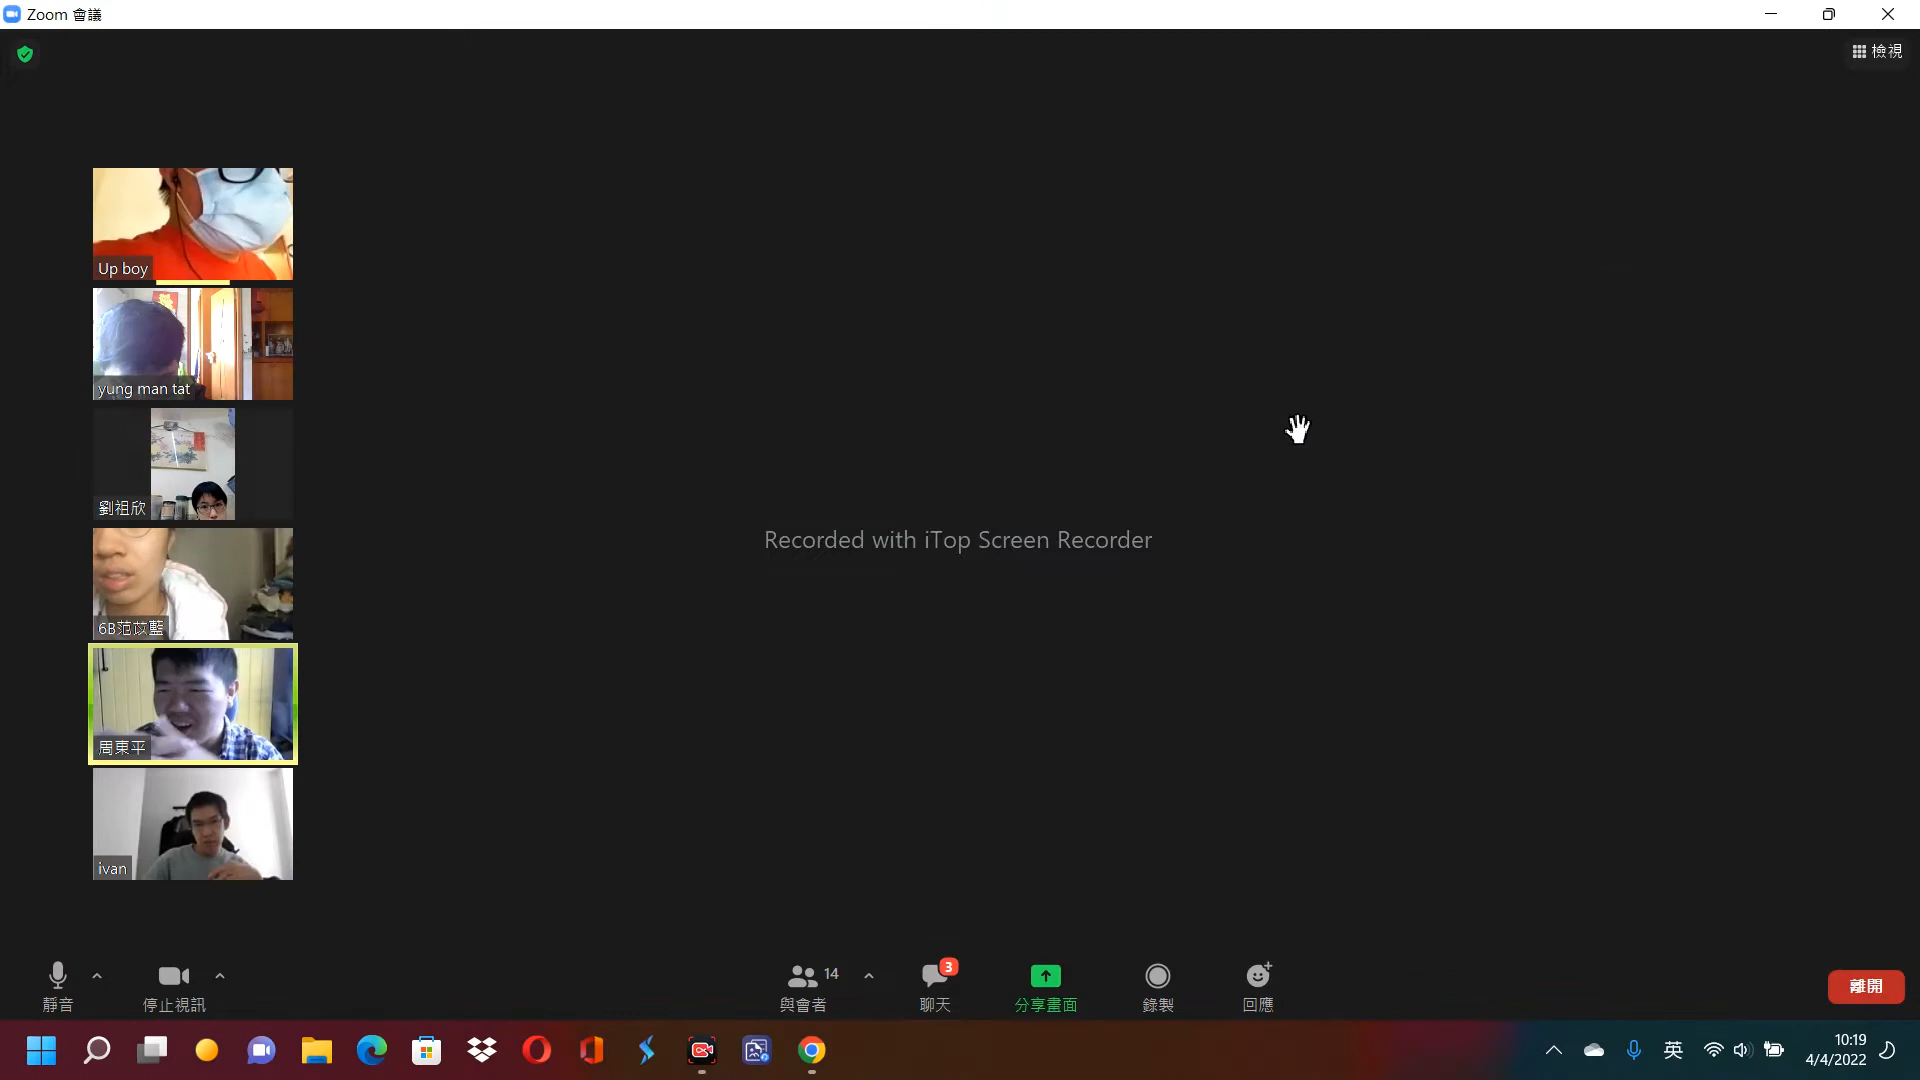 Zoom 會議
檢視
Up boy
yung man tat
劉祖欣
6B范苡藍
周東平
ivan
Recorded with iTop Screen Recorder
靜音
停止視訊
14
與會者
3
聊天
分享畫面
錄製
回應
離開
英
10:19
4/4/2022